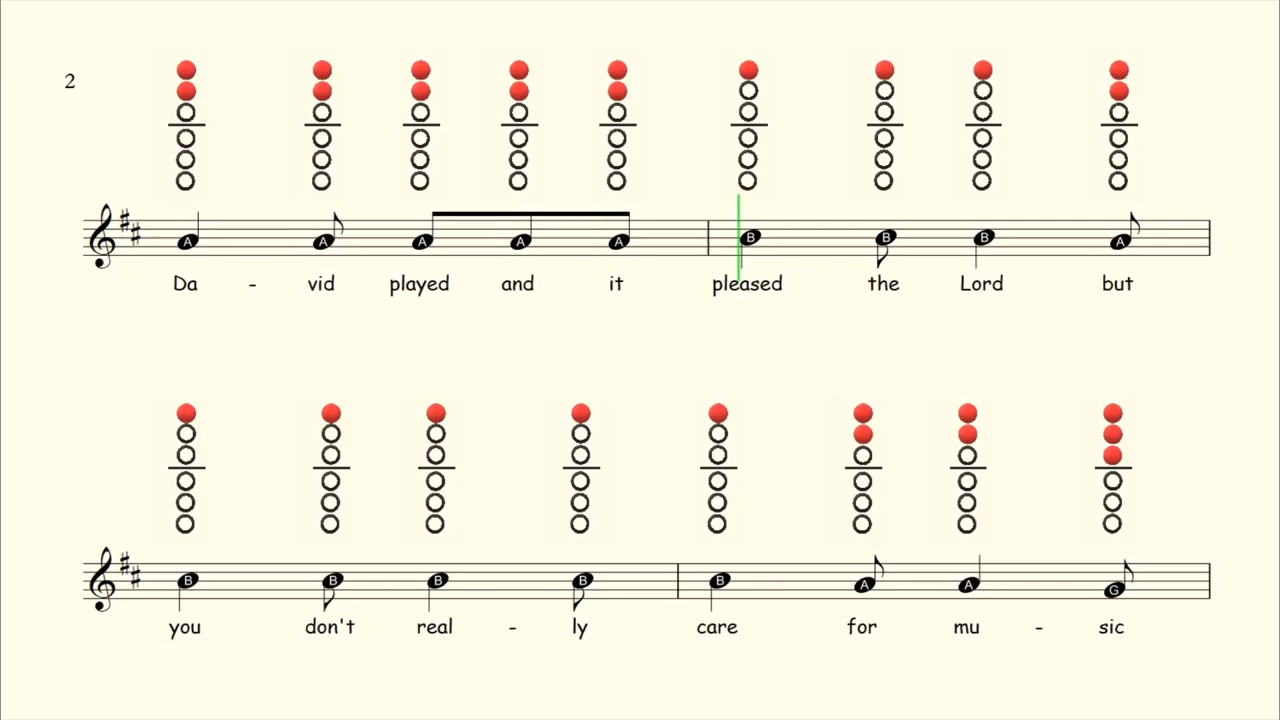 2
A A A A A B B B A
Da - vid played and it pleased the Lord but
B B B B B A A G
you don't real - ly care for mu - sic